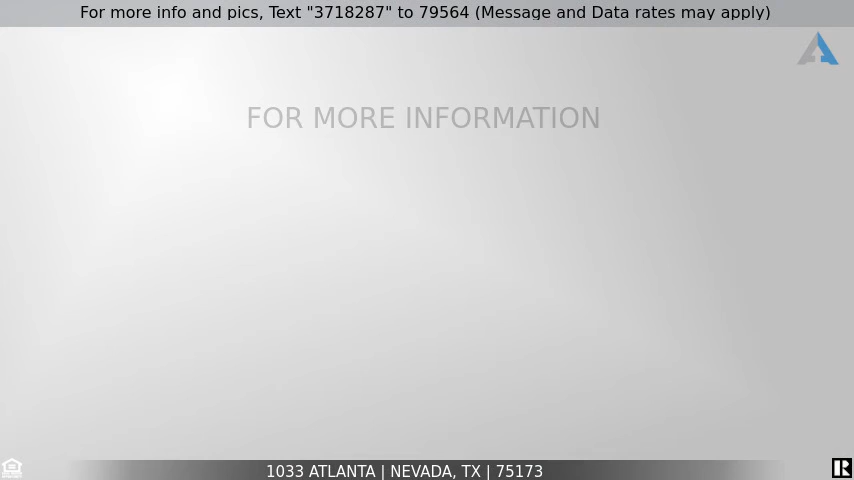 For more info and pics, Text "3718287" to 79564 (Message and Data rates may apply)
FOR MORE INFORMATION
1033 ATLANTA | NEVADA, TX | 75173